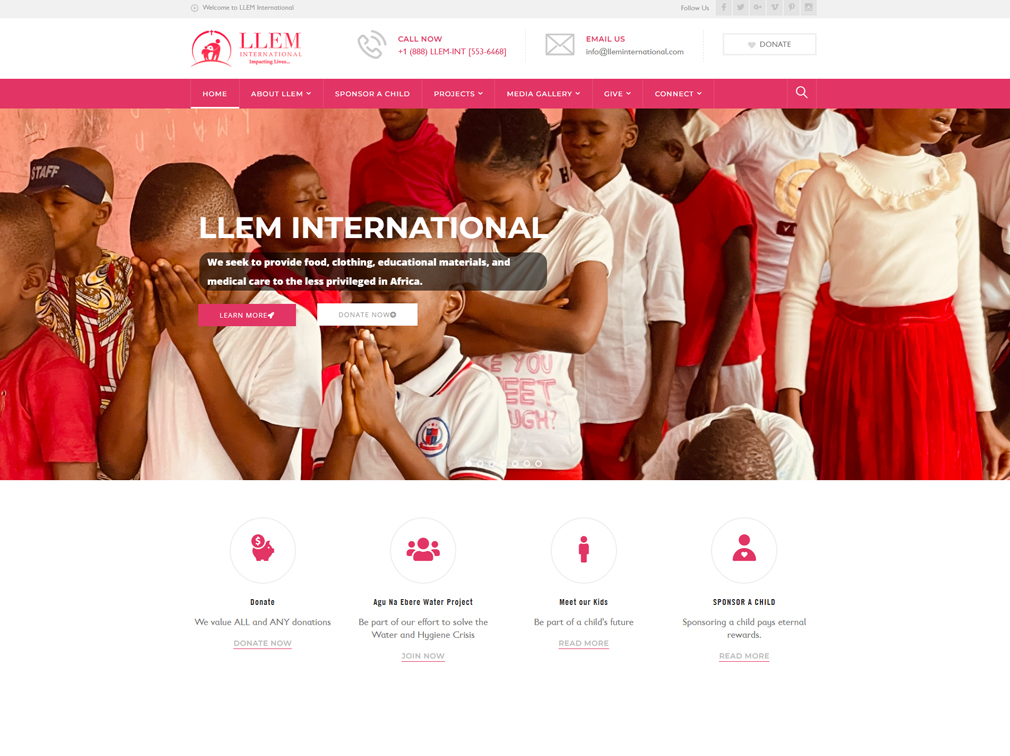 Welcome to LLEM International
Follow Us
LLEM
INTERNATIONAL
Imparting Lives...
CALL NOW
+1 (888) LLEM-INT [553-6468]
EMAIL US
info@lleminternational.com
DONATE
HOME
ABOUT LLEM
SPONSOR A CHILD
PROJECTS
MEDIA GALLERY
GIVE
CONNECT
STAFF
LLEM INTERNATIONAL
We seek to provide food, clothing, educational materials, and
medical care to the less privileged in Africa.
LEARN MORE
DONATE NOW
RE YOU
EET
UGH?
Donate
We value ALL and ANY donations
DONATE NOW
Agu Na Ebere Water Project
Be part of our effort to solve the
Water and Hygiene Crisis
JOIN NOW
Meet our Kids
Be part of a child's future
READ MORE
SPONSOR A CHILD
Sponsoring a child pays eternal
rewards.
READ MORE